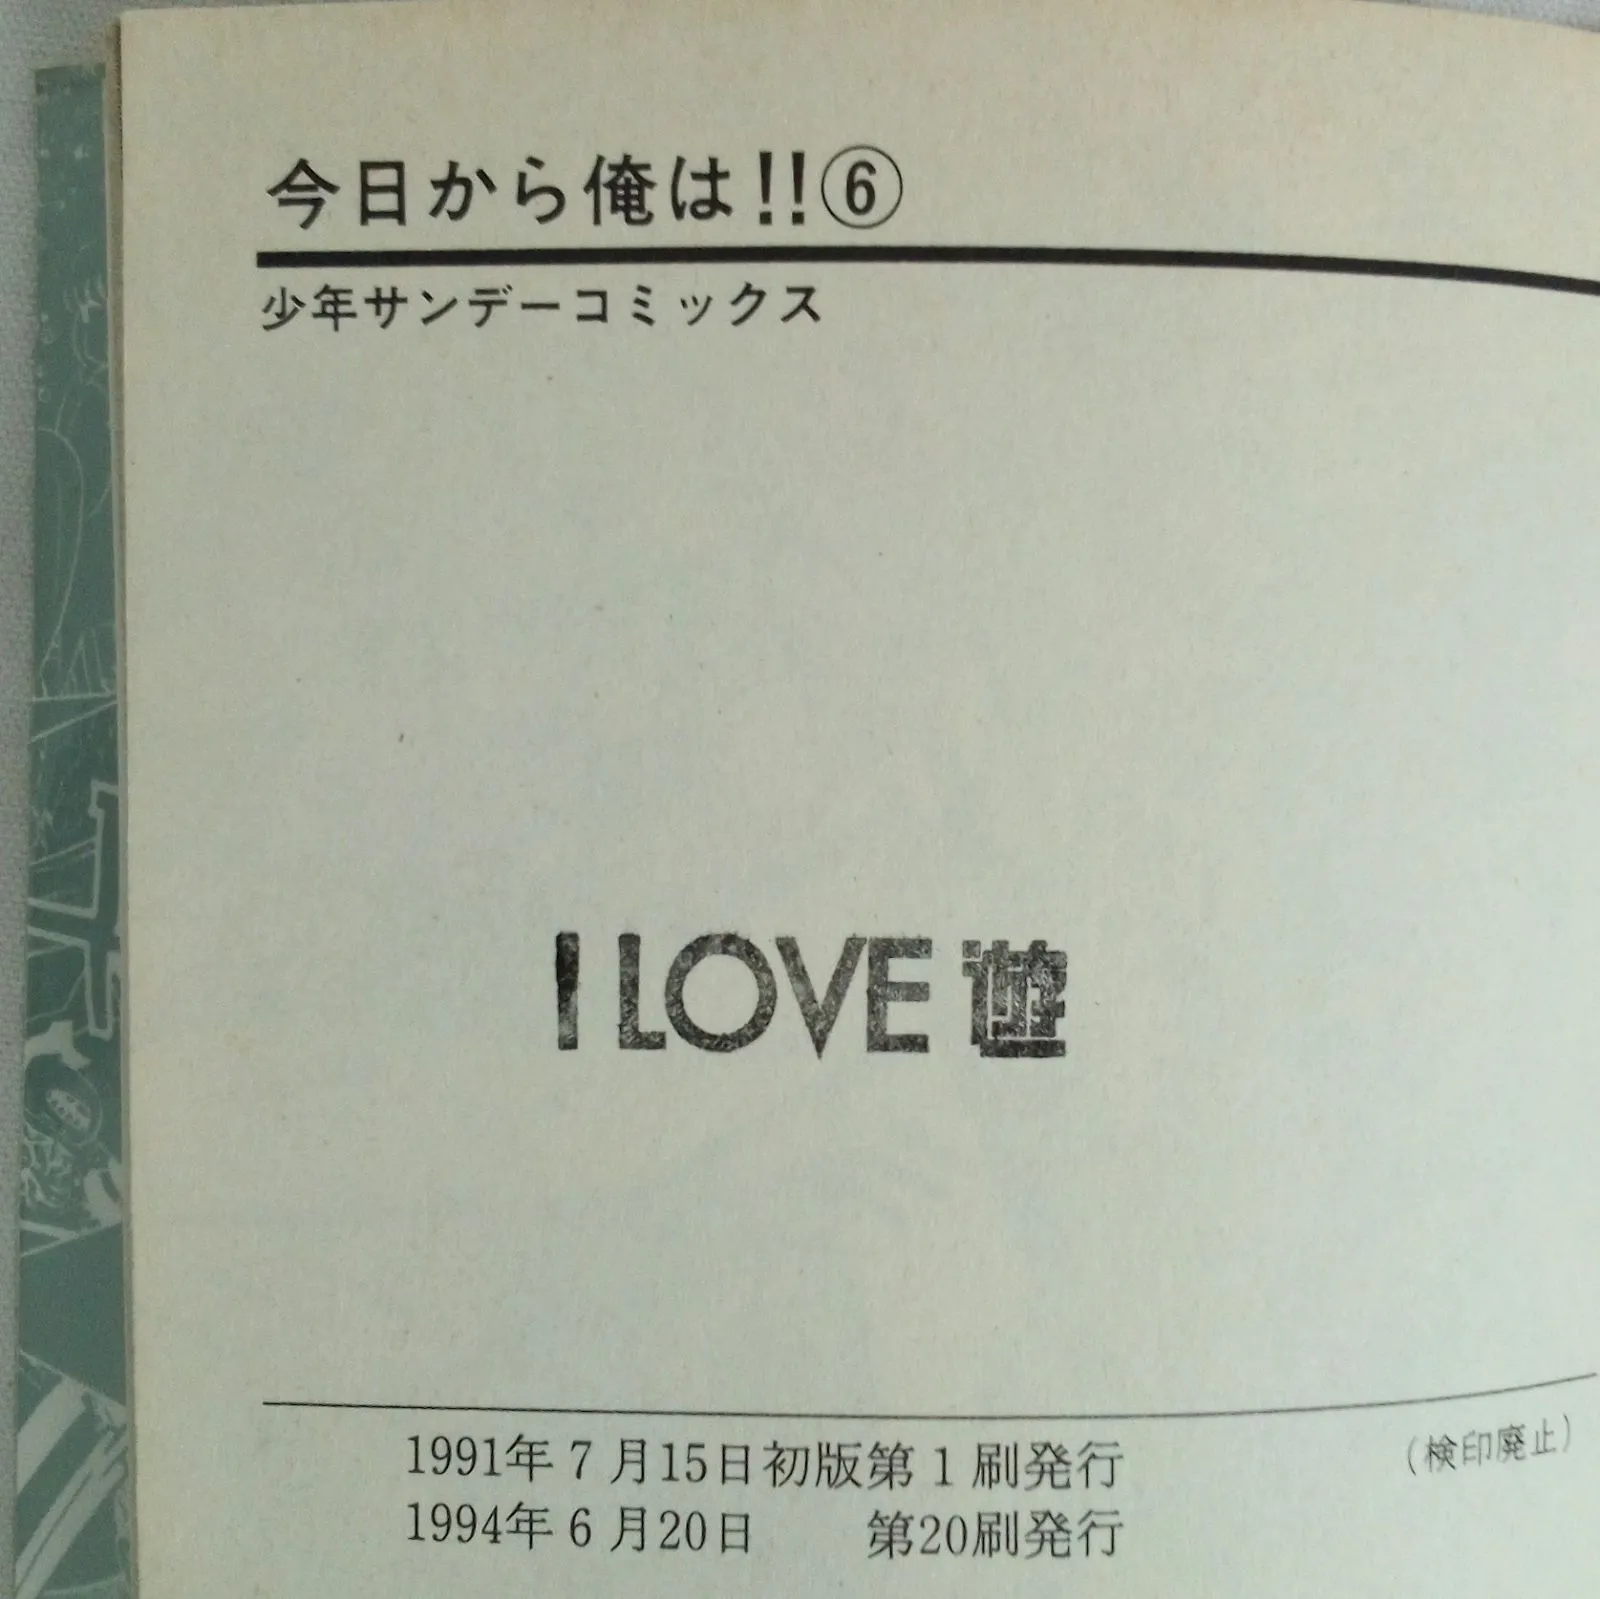 今日から俺は!!⑥
少年サンデーコミックス
I LOVE 遊
1991年7月15日初版第1刷発行
(検印廃止)
1994年6月20日 第20刷発行